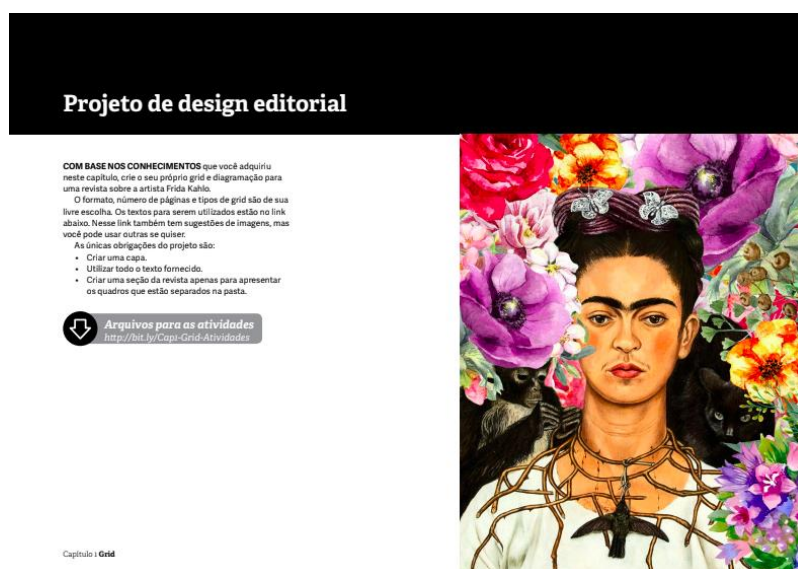 Projeto de design editorial
COM BASE NOS CONHECIMENTOS que você adquiriu
neste capítulo, crie o seu próprio grid e diagramação para
uma revista sobre a artista Frida Kahlo.
O formato, número de páginas e tipos de grid são de sua
livre escolha. Os textos para serem utilizados estão no link
abaixo. Nesse link também tem sugestões de imagens, mas
você pode usar outras se quiser.
As únicas obrigações do projeto são:
• Criar uma capa.
• Utilizar todo o texto fornecido.
• Criar uma seção da revista apenas para apresentar
os quadros que estão separados na pasta.
Arquivos para as atividades
http://bit.ly/Cap1-Grid-Atividades
Capítulo 1 Grid